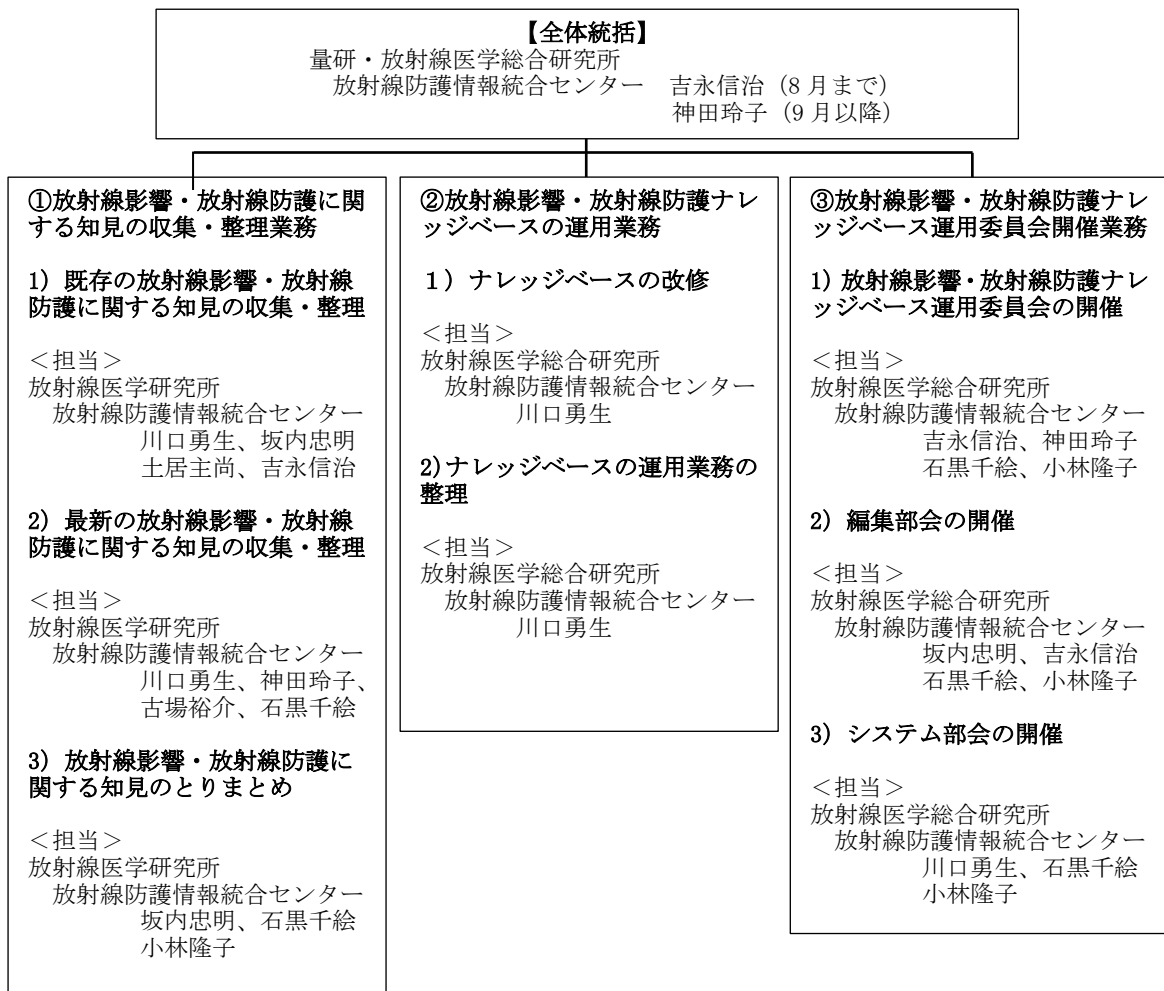 【全体統括】
量研・放射線医学総合研究所
放射線防護情報統合センター　吉永信治（8月まで）
神田玲子（9月以降）
①放射線影響・放射線防護に関
する知見の収集・整理業務
1）既存の放射線影響・放射線
防護に関する知見の収集・整理
＜担当＞
放射線医学研究所
放射線防護情報統合センター
川口勇生、坂内忠明
土居主尚、吉永信治
2）最新の放射線影響・放射線
防護に関する知見の収集・整理
＜担当＞
放射線医学研究所
放射線防護情報統合センター
川口勇生、神田玲子、
古場裕介、石黒千絵
3）放射線影響・放射線防護に
関する知見のとりまとめ
＜担当＞
放射線医学研究所
放射線防護情報統合センター
坂内忠明、石黒千絵
小林隆子
②放射線影響・放射線防護ナレ
ッジベースの運用業務
１）ナレッジベースの改修
＜担当＞
放射線医学総合研究所
放射線防護情報統合センター
川口勇生
2)ナレッジベースの運用業務の
整理
＜担当＞
放射線医学総合研究所
放射線防護情報統合センター
川口勇生
③放射線影響・放射線防護ナレ
ッジベース運用委員会開催業務
1）放射線影響・放射線防護ナレ
ッジベース運用委員会の開催
＜担当＞
放射線医学総合研究所
放射線防護情報統合センター
吉永信治、神田玲子
石黒千絵、小林隆子
2）編集部会の開催
＜担当＞
放射線医学総合研究所
放射線防護情報統合センター
坂内忠明、吉永信治
石黒千絵、小林隆子
3）システム部会の開催
＜担当＞
放射線医学総合研究所
放射線防護情報統合センター
川口勇生、石黒千絵
小林隆子